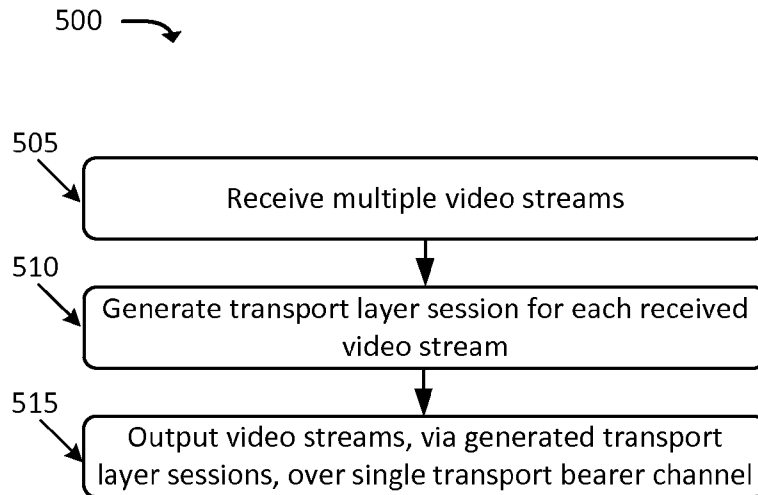 500
505
Receive multiple video streams
510
Generate transport layer session for each received
video stream
515
Output video streams, via generated transport
layer sessions, over single transport bearer channel